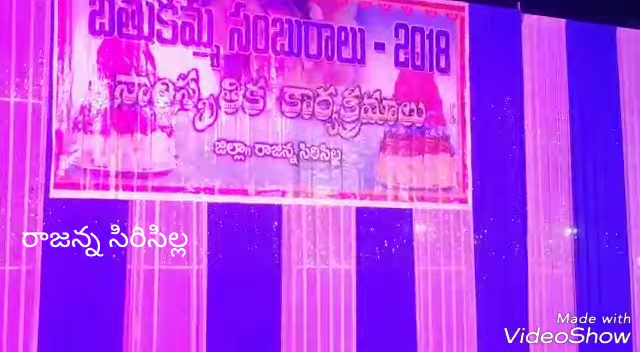 బతుకమ్మ సంబురాలు - 2018
సాంస్కృతిక కార్యక్రమాలు
జిల్లా: రాజన్న సిరిసిల్ల
రాజన్న సిరిసిల్ల
Made with
VideoShow